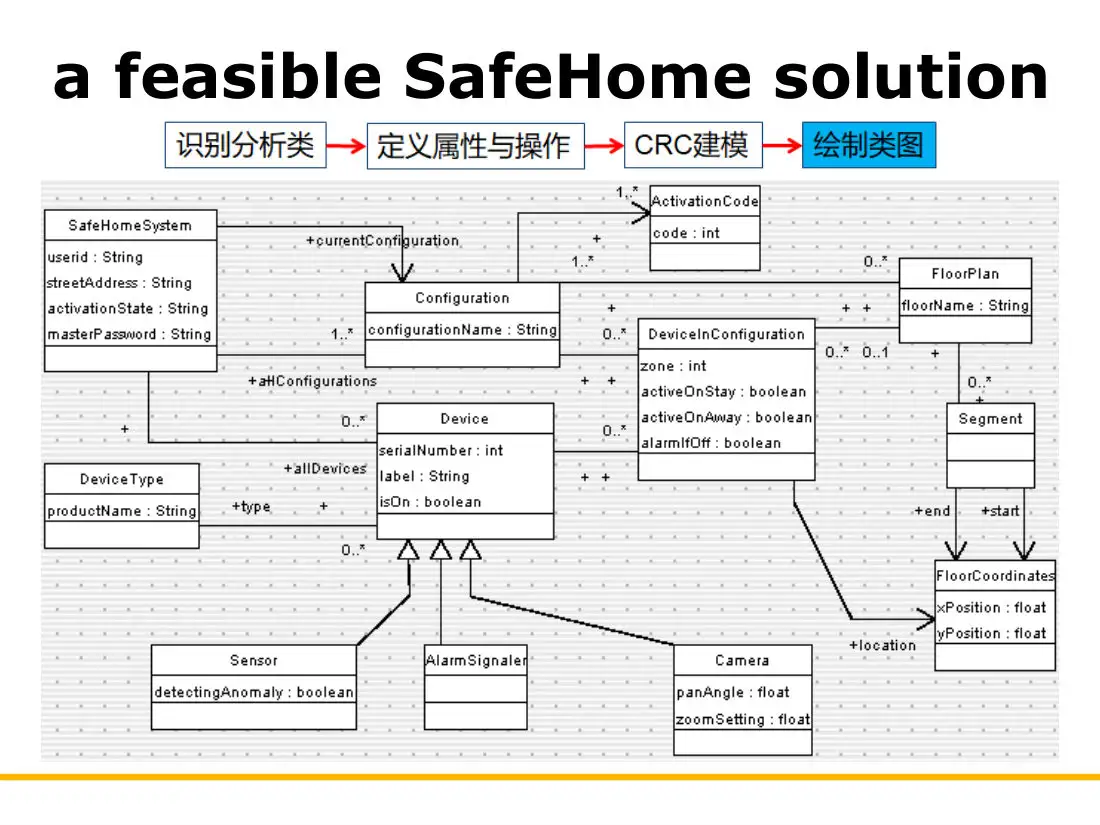 a feasible SafeHome solution
识别分析类
定义属性与操作
CRC建模
绘制类图
1..*
ActivationCode
code : int
SafeHomeSystem
userid : String
streetAddress : String
activationState : String
masterPassword : String
+currentConfiguration
+
1..*
0..*
FloorPlan
floorName : String
Configuration
configurationName : String
1..*
+allConfigurations
+
0..*
+ +
DeviceInConfiguration
zone : int
activeOnStay : boolean
activeOnAway : boolean
alarmIfOff : boolean
+ +
0..* 0..1
+
0..*
+
Segment
+
0..*
+allDevices
Device
serialNumber : int
label : String
isOn : boolean
0..*
+ +
DeviceType
productName : String
+type
+
0..*
+end
+start
FloorCoordinates
xPosition : float
yPosition : float
+location
Sensor
detectingAnomaly : boolean
AlarmSignaler
Camera
panAngle : float
zoomSetting : float